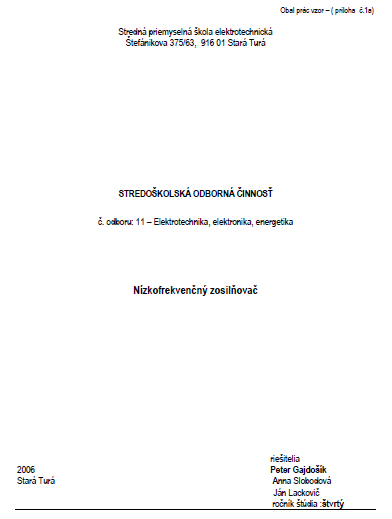 Obal prác vzor – ( príloha č.1a)
Stredná priemyselná škola elektrotechnická
Štefánikova 375/63, 916 01 Stará Turá
STREDOŠKOLSKÁ ODBORNÁ ČINNOSŤ
č. odboru: 11 – Elektrotechnika, elektronika, energetika
Nízkofrekvenčný zosilňovač
riešitelia
2006 Peter Gajdošík
Stará Turá Anna Slobodová
Ján Lackovič
ročník štúdia :štvrtý